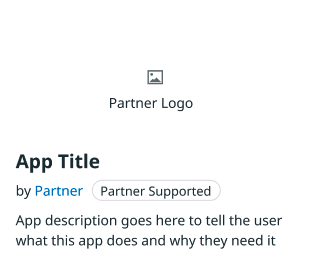 Partner Logo
App Title
by Partner Partner Supported
App description goes here to tell the user
what this app does and why they need it